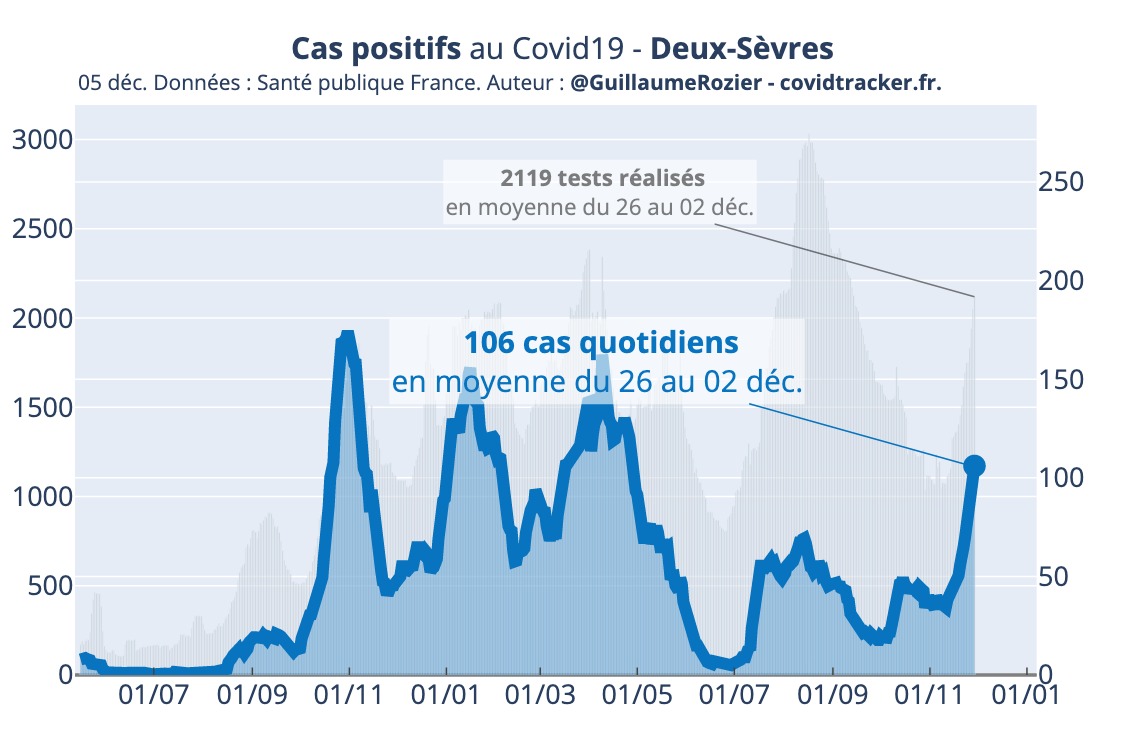 Cas positifs au Covid19 - Deux-Sèvres
05 déc. Données : Santé publique France. Auteur : @GuillaumeRozier - covidtracker.fr.
3000
2500
2000
1500
1000
500
0
250
200
150
100
50
0
2119 tests réalisés
en moyenne du 26 au 02 déc.
106 cas quotidiens
en moyenne du 26 au 02 déc.
01/07 01/09 01/11 01/01 01/03 01/05 01/07 01/09 01/11 01/01